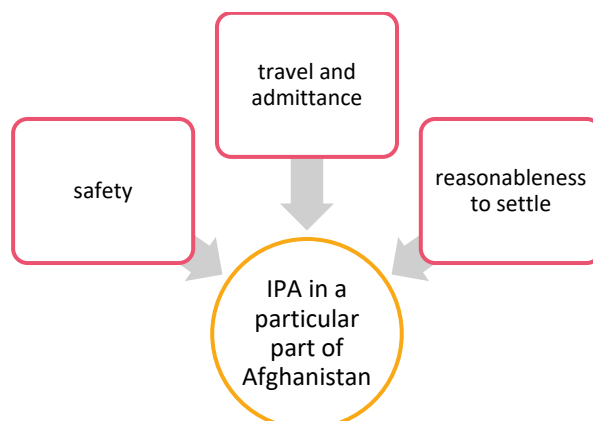 travel and
admittance
safety
reasonableness
to settle
IPA in a
particular
part of
Afghanistan